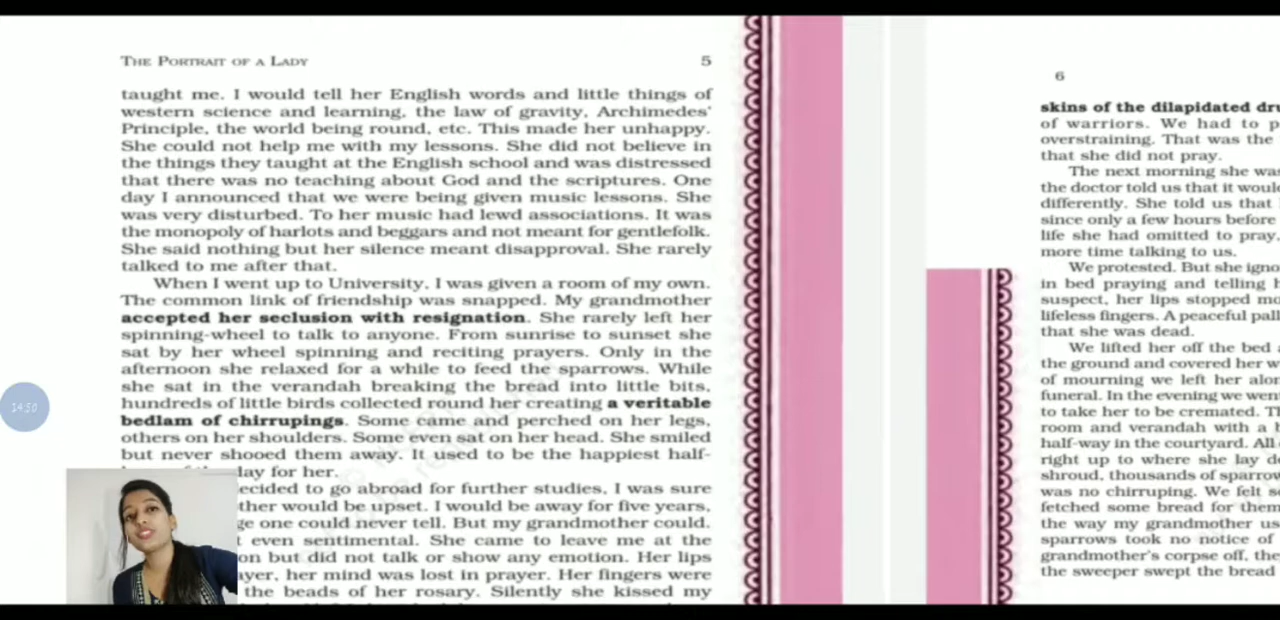 THE PORTRAIT OF A LADY 5
taught me. I would tell her English words and little things of
western science and learning, the law of gravity, Archimedes'
Principle, the world being round, etc. This made her unhappy.
She could not help me with my lessons. She did not believe in
the things they taught at the English school and was distressed
that there was no teaching about God and the scriptures. One
day I announced that we were being given music lessons. She
was very disturbed. To her music had lewd associations. It was
the monopoly of harlots and beggars and not meant for gentlefolk.
She said nothing but her silence meant disapproval. She rarely
talked to me after that.
When I went up to University, I was given a room of my own.
The common link of friendship was snapped. My grandmother
accepted her seclusion with resignation. She rarely left her
spinning-wheel to talk to anyone. From sunrise to sunset she
sat by her wheel spinning and reciting prayers. Only in the
afternoon she relaxed for a while to feed the sparrows. While
she sat in the verandah breaking the bread into little bits,
hundreds of little birds collected round her creating a veritable
bedlam of chirrupings. Some came and perched on her legs,
others on her shoulders. Some even sat on her head. She smiled
but never shooed them away. It used to be the happiest half-
day for her.
ecided to go abroad for further studies, I was sure
ther would be upset. I would be away for five years,
ge one could never tell. But my grandmother could.
t even sentimental. She came to leave me at the
on but did not talk or show any emotion. Her lips
ayer, her mind was lost in prayer. Her fingers were
the beads of her rosary. Silently she kissed my
14:50
6
skins of the dilapidated dru
of warriors. We had to p
overstraining. That was the
that she did not pray.
The next morning she was
the doctor told us that it would
differently. She told us that
since only a few hours before
life she had omitted to pray,
more time talking to us.
We protested. But she igno
in bed praying and telling h
suspect, her lips stopped mo
lifeless fingers. A peaceful pall
that she was dead.
We lifted her off the bed a
the ground and covered her w
of mourning we left her alon
funeral. In the evening we went
to take her to be cremated. Th
room and verandah with a b
half-way in the courtyard. All
right up to where she lay de
shroud, thousands of sparrow
was no chirruping. We felt so
fetched some bread for them
the way my grandmother us
sparrows took no notice of
grandmother's corpse off, the
the sweeper swept the bread